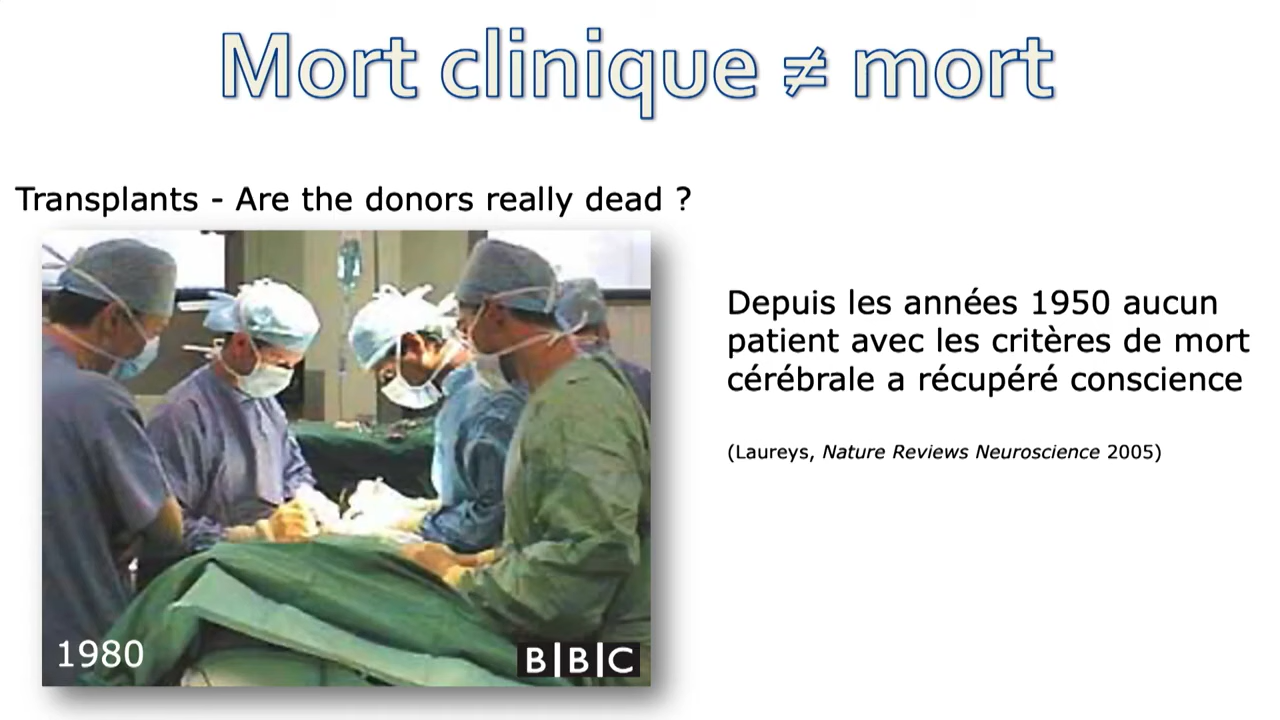 Mort clinique ≠ mort
Transplants - Are the donors really dead ?
Depuis les années 1950 aucun
patient avec les critères de mort
cérébrale a récupéré conscience
(Laureys, Nature Reviews Neuroscience 2005)
1980
BBC